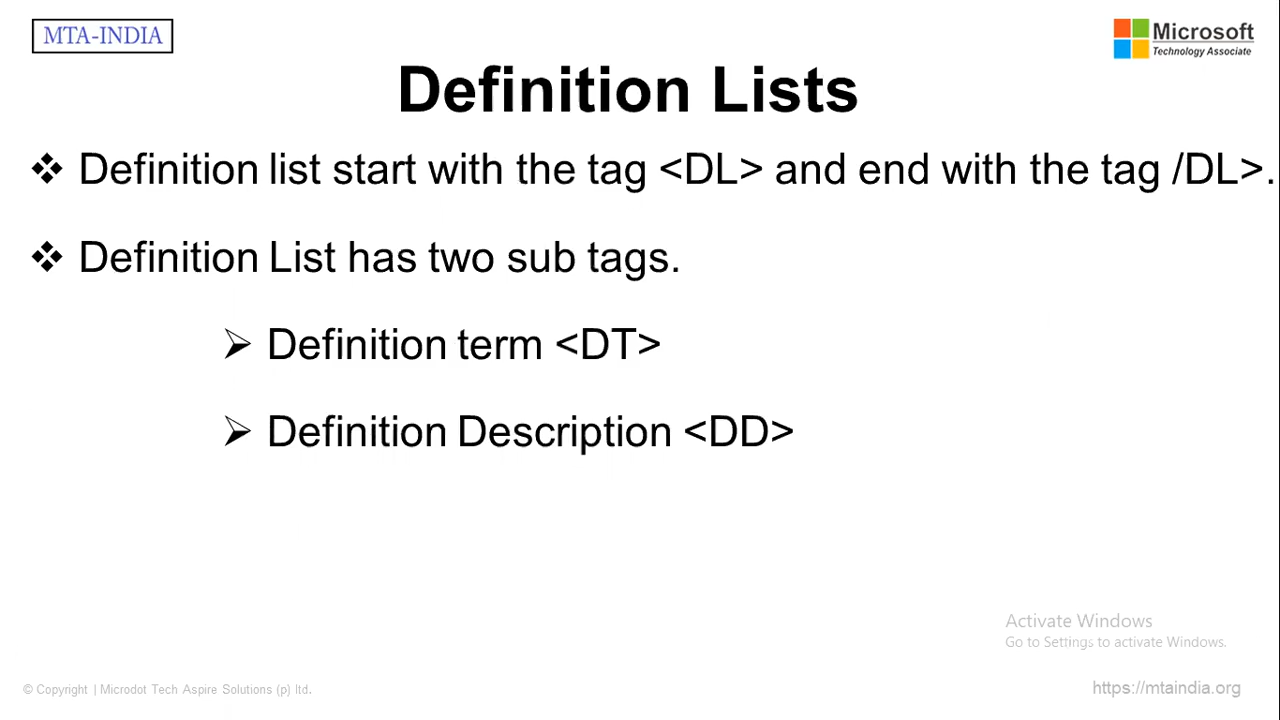 MTA-INDIA
Microsoft
Technology Associate
Definition Lists
❖ Definition list start with the tag <DL> and end with the tag /DL>.
❖ Definition List has two sub tags.
➢ Definition term <DT>
➢ Definition Description <DD>
Activate Windows
Go to Settings to activate Windows.
© Copyright | Microdot Tech Aspire Solutions (p) ltd.
https://mtaindia.org